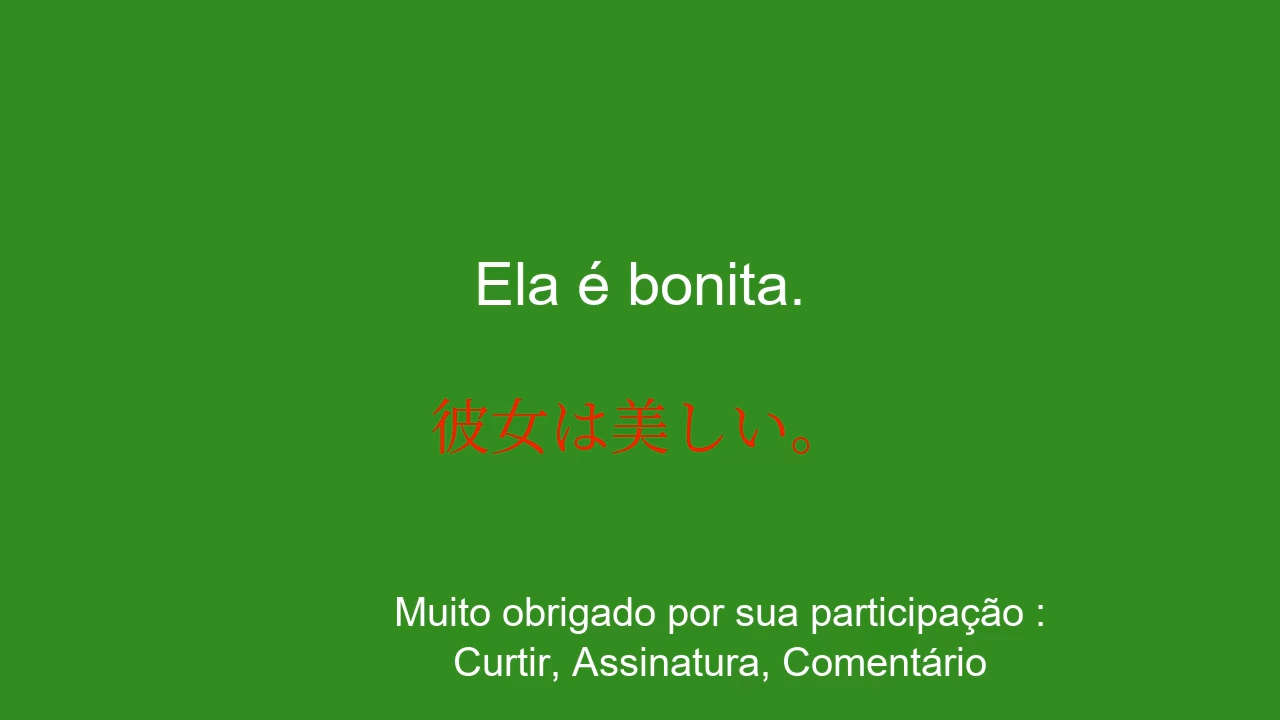 Ela é bonita.
彼女は美しい。
Muito obrigado por sua participação :
Curtir, Assinatura, Comentário